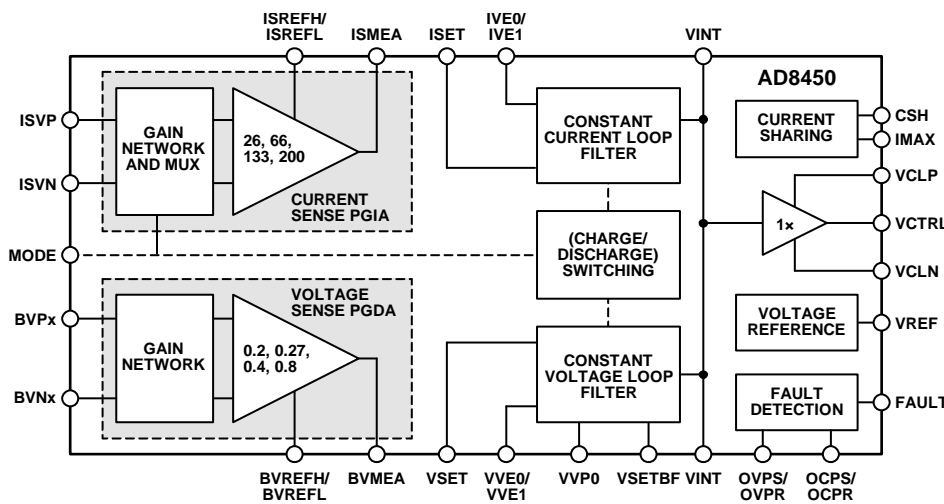 ISREFH/
ISREFL
ISMEA
ISET
IVE0/
IVE1
VINT
AD8450
ISVP
ISVN
MODE
BVPx
BVNx
GAIN
NETWORK
AND MUX
26, 66,
133, 200
CURRENT
SENSE PGIA
CONSTANT
CURRENT LOOP
FILTER
CURRENT
SHARING
CSH
IMAX
VCLP
1×
VCTRL
VCLN
(CHARGE/
DISCHARGE)
SWITCHING
VOLTAGE
SENSE PGDA
GAIN
NETWORK
0.2, 0.27,
0.4, 0.8
CONSTANT
VOLTAGE LOOP
FILTER
VOLTAGE
REFERENCE
VREF
FAULT
DETECTION
FAULT
BVREFH/
BVREFL
BVMEA
VSET
VVE0/
VVE1
VVP0
VSETBF
VINT
OVPS/
OVPR
OCPS/
OCPR